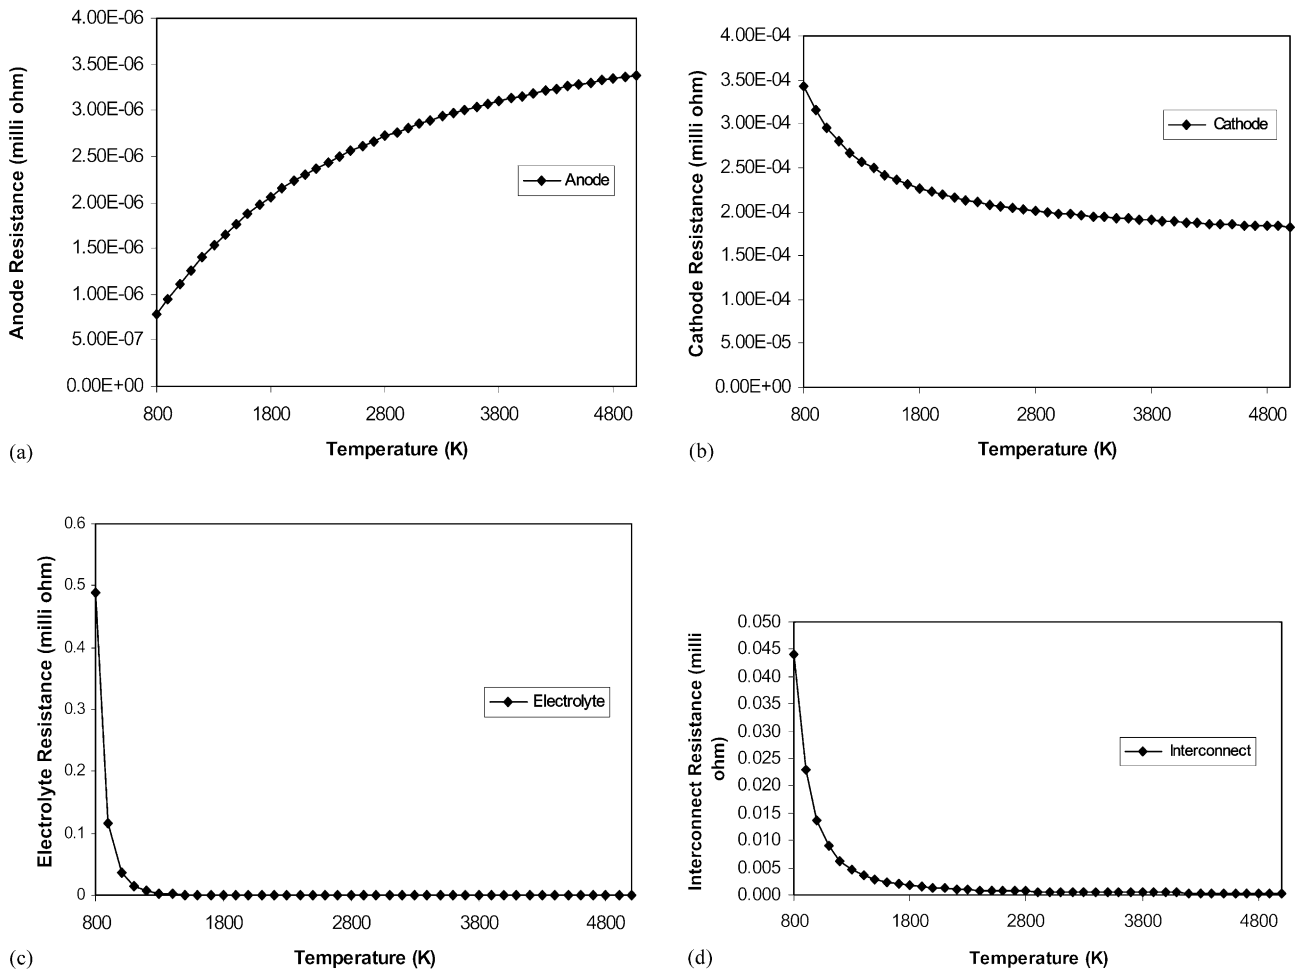 4.00E-06
3.50E-06
3.00E-06
2.50E-06
2.00E-06
1.50E-06
1.00E-06
5.00E-07
0.00E+00
Anode Resistance (milli ohm)
Anode
800 1800 2800 3800 4800
Temperature (K)
(a)
4.00E-04
3.50E-04
3.00E-04
2.50E-04
2.00E-04
1.50E-04
1.00E-04
5.00E-05
0.00E+00
Cathode Resistance (milli ohm)
Cathode
800 1800 2800 3800 4800
Temperature (K)
(b)
0.6
0.5
0.4
0.3
0.2
0.1
0
Electrolyte Resistance (milli ohm)
Electrolyte
800 1800 2800 3800 4800
Temperature (K)
(c)
0.050
0.045
0.040
0.035
0.030
0.025
0.020
0.015
0.010
0.005
0.000
Interconnect Resistance (milli
ohm)
Interconnect
800 1800 2800 3800 4800
Temperature (K)
(d)